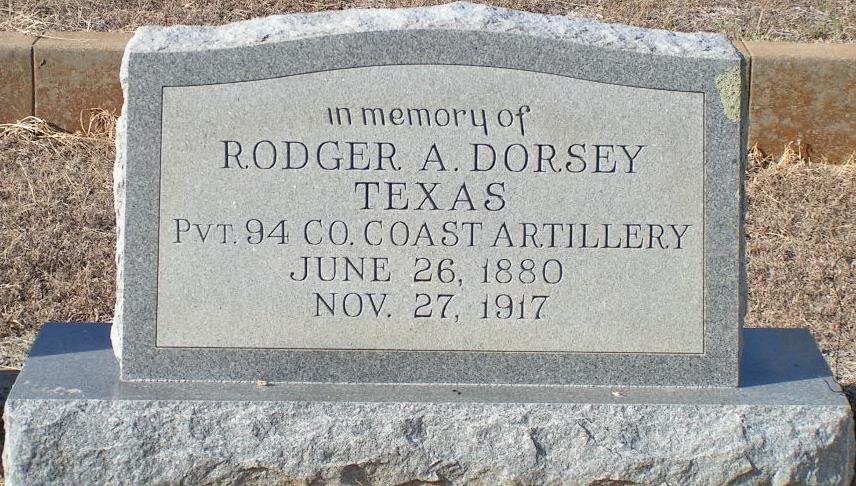 in memory of
RODGER A. DORSEY
TEXAS
PVT. 94 CO. COAST ARTILLERY
JUNE 26, 1880
NOV. 27, 1917